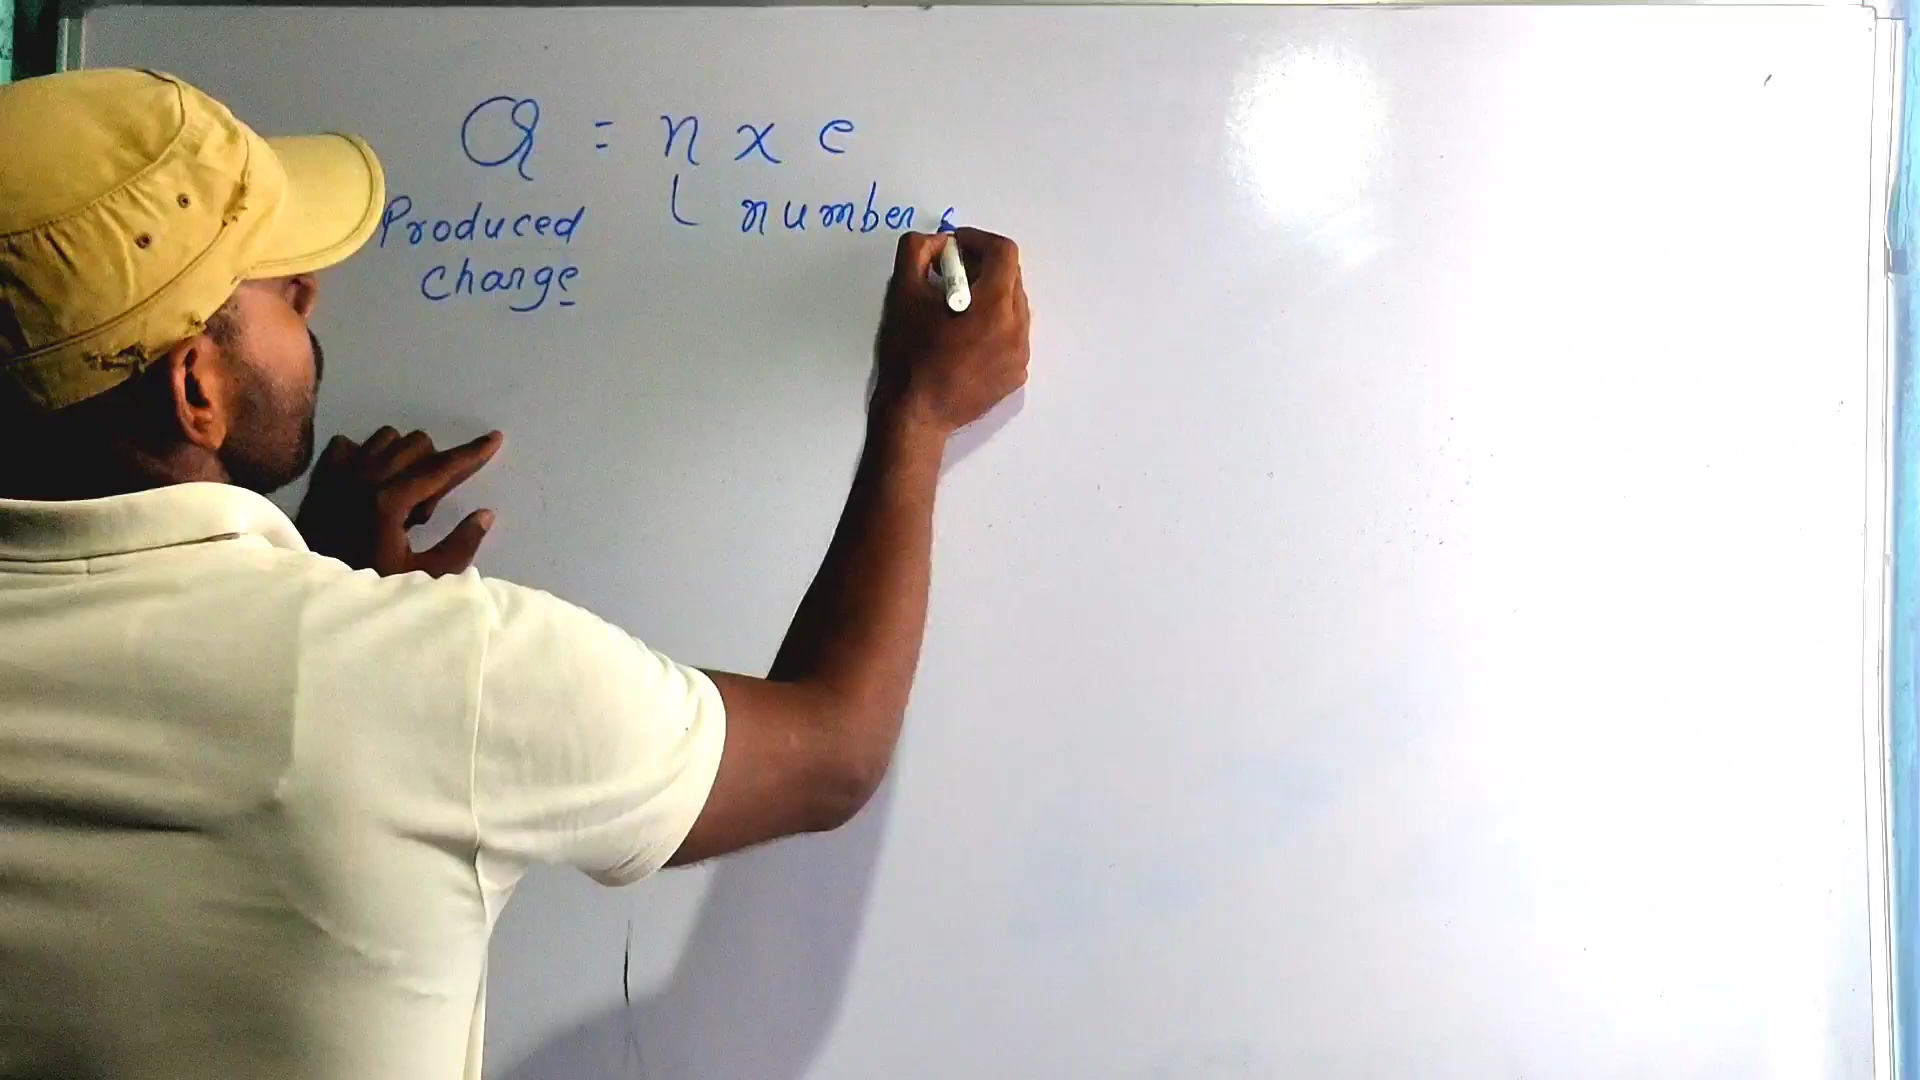 Q = n x e
Produced
charge
number